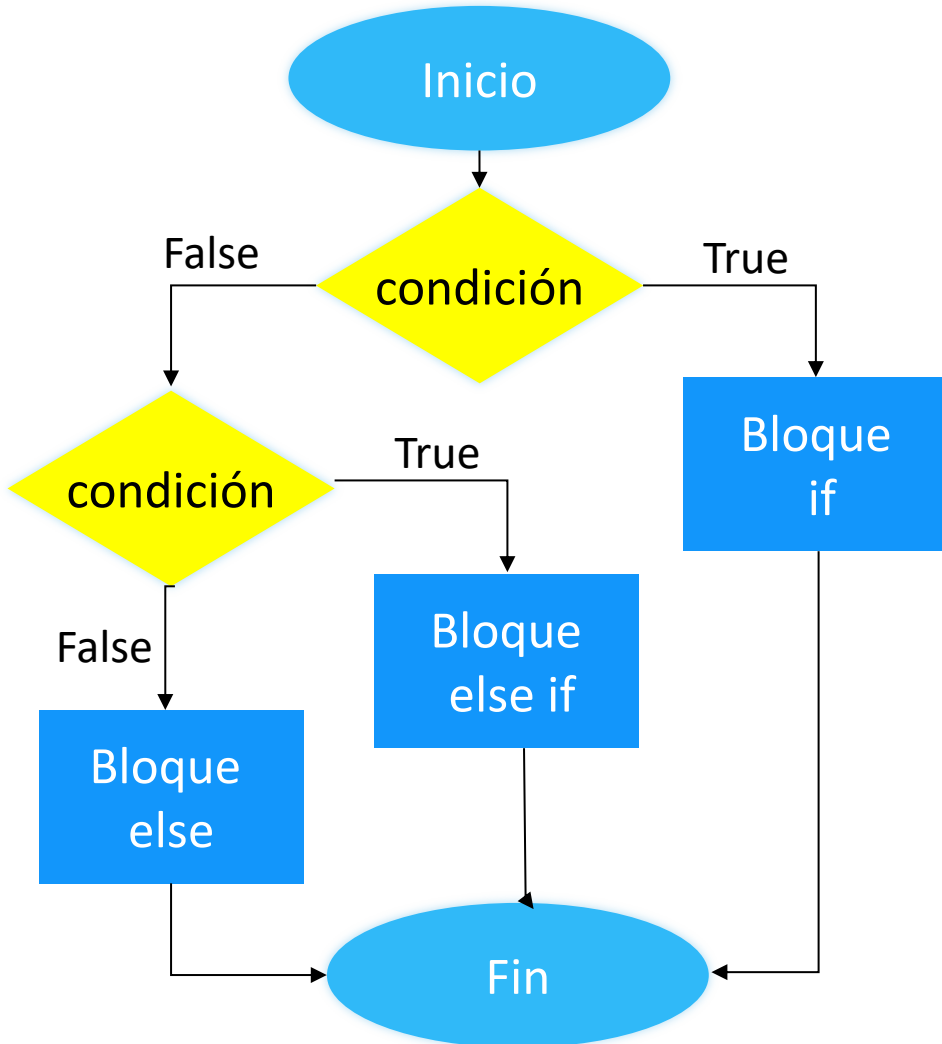 Inicio
False
True
condición
Bloque
if
True
condición
Bloque
else if
False
Bloque
else
Fin